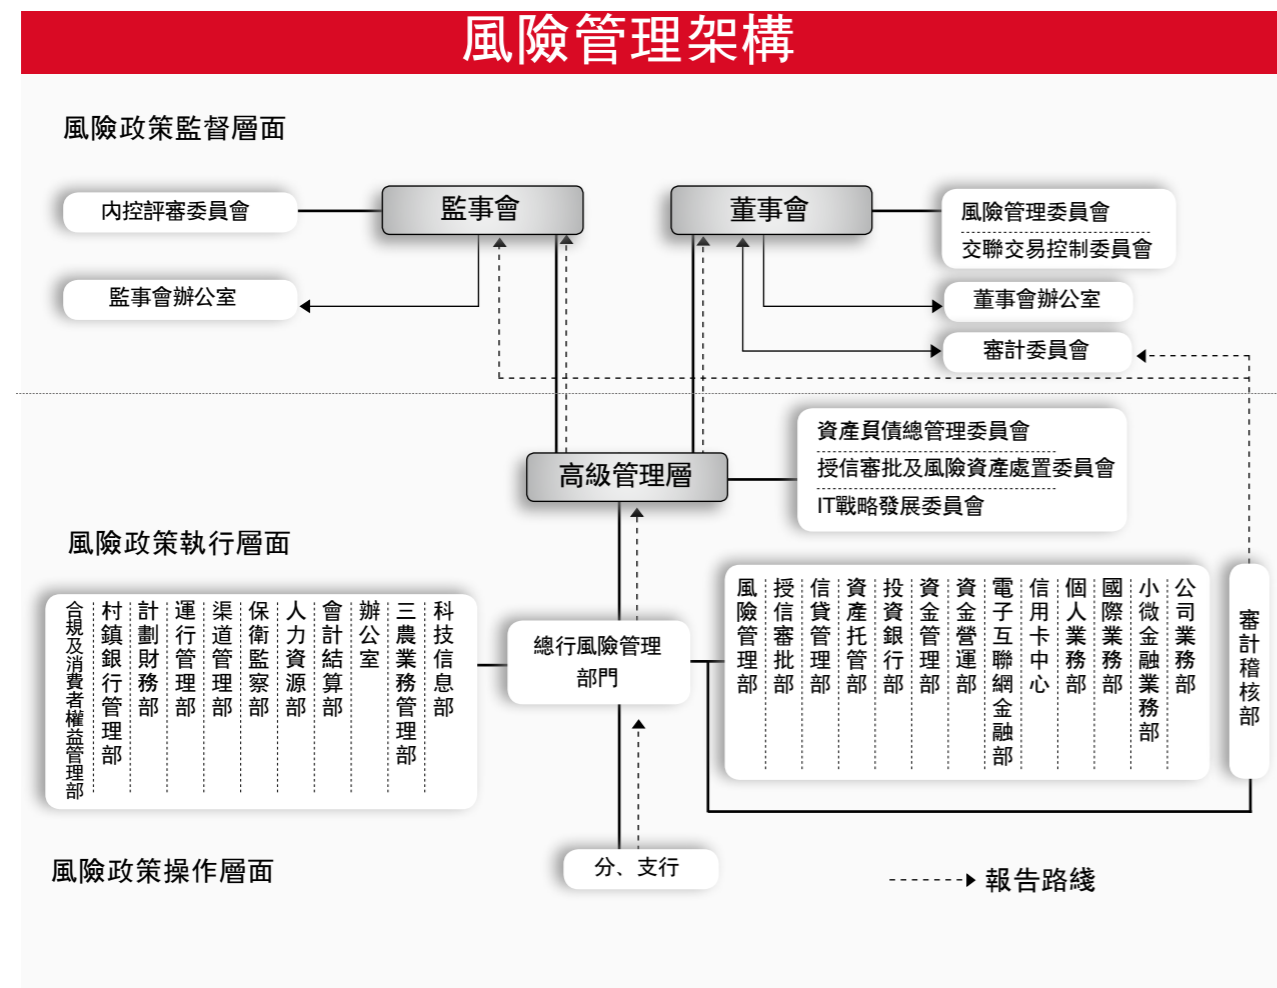 風險管理架構
風險政策監督層面
內控評審委員會
監事會
董事會
風險管理委員會
交聯交易控制委員會
監事會辦公室
董事會辦公室
審計委員會
資產負債總管理委員會
授信審批及風險資產處置委員會
IT戰略發展委員會
高級管理層
風險政策執行層面
合規及消費者權益管理部
村鎮銀行管理部
計劃財務部
運行管理部
渠道管理部
保衛監察部
人力資源部
會計結算部
辦公室
三農業務管理部
科技信息部
總行風險管理
部門
風險管理部
授信審批部
信貸管理部
資產托管部
投資銀行部
資金管理部
資金營運部
電子互聯網金融部
信用卡中心
個人業務部
國際業務部
小微金融業務部
公司業務部
審計稽核部
風險政策操作層面
分、支行
報告路綫